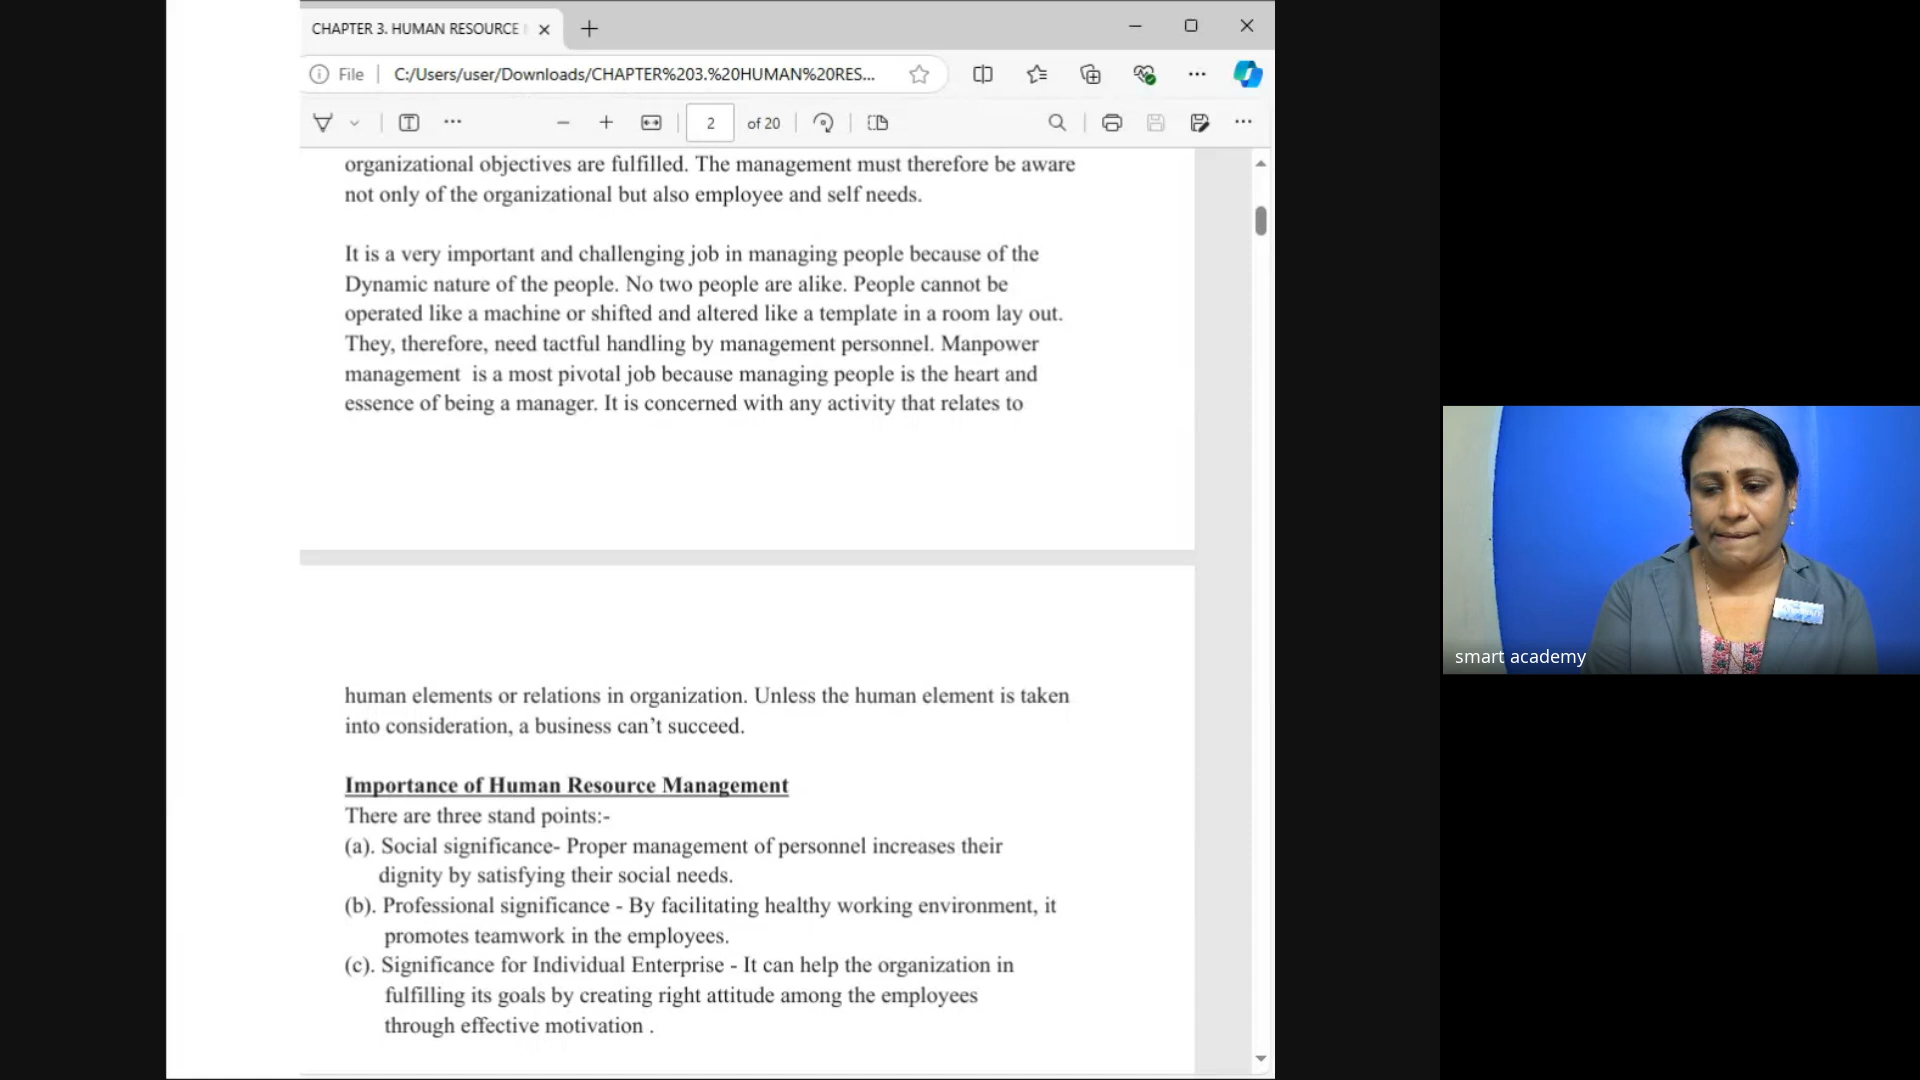 CHAPTER 3. HUMAN RESOURCE
File
C:/Users/user/Downloads/CHAPTER%203.%20HUMAN%20RES...
2 of 20
organizational objectives are fulfilled. The management must therefore be aware
not only of the organizational but also employee and self needs.
It is a very important and challenging job in managing people because of the
Dynamic nature of the people. No two people are alike. People cannot be
operated like a machine or shifted and altered like a template in a room lay out.
They, therefore, need tactful handling by management personnel. Manpower
management  is a most pivotal job because managing people is the heart and
essence of being a manager. It is concerned with any activity that relates to
human elements or relations in organization. Unless the human element is taken
into consideration, a business can’t succeed.
Importance of Human Resource Management
There are three stand points:-
(a). Social significance- Proper management of personnel increases their
dignity by satisfying their social needs.
(b). Professional significance - By facilitating healthy working environment, it
promotes teamwork in the employees.
(c). Significance for Individual Enterprise - It can help the organization in
fulfilling its goals by creating right attitude among the employees
through effective motivation .
smart academy